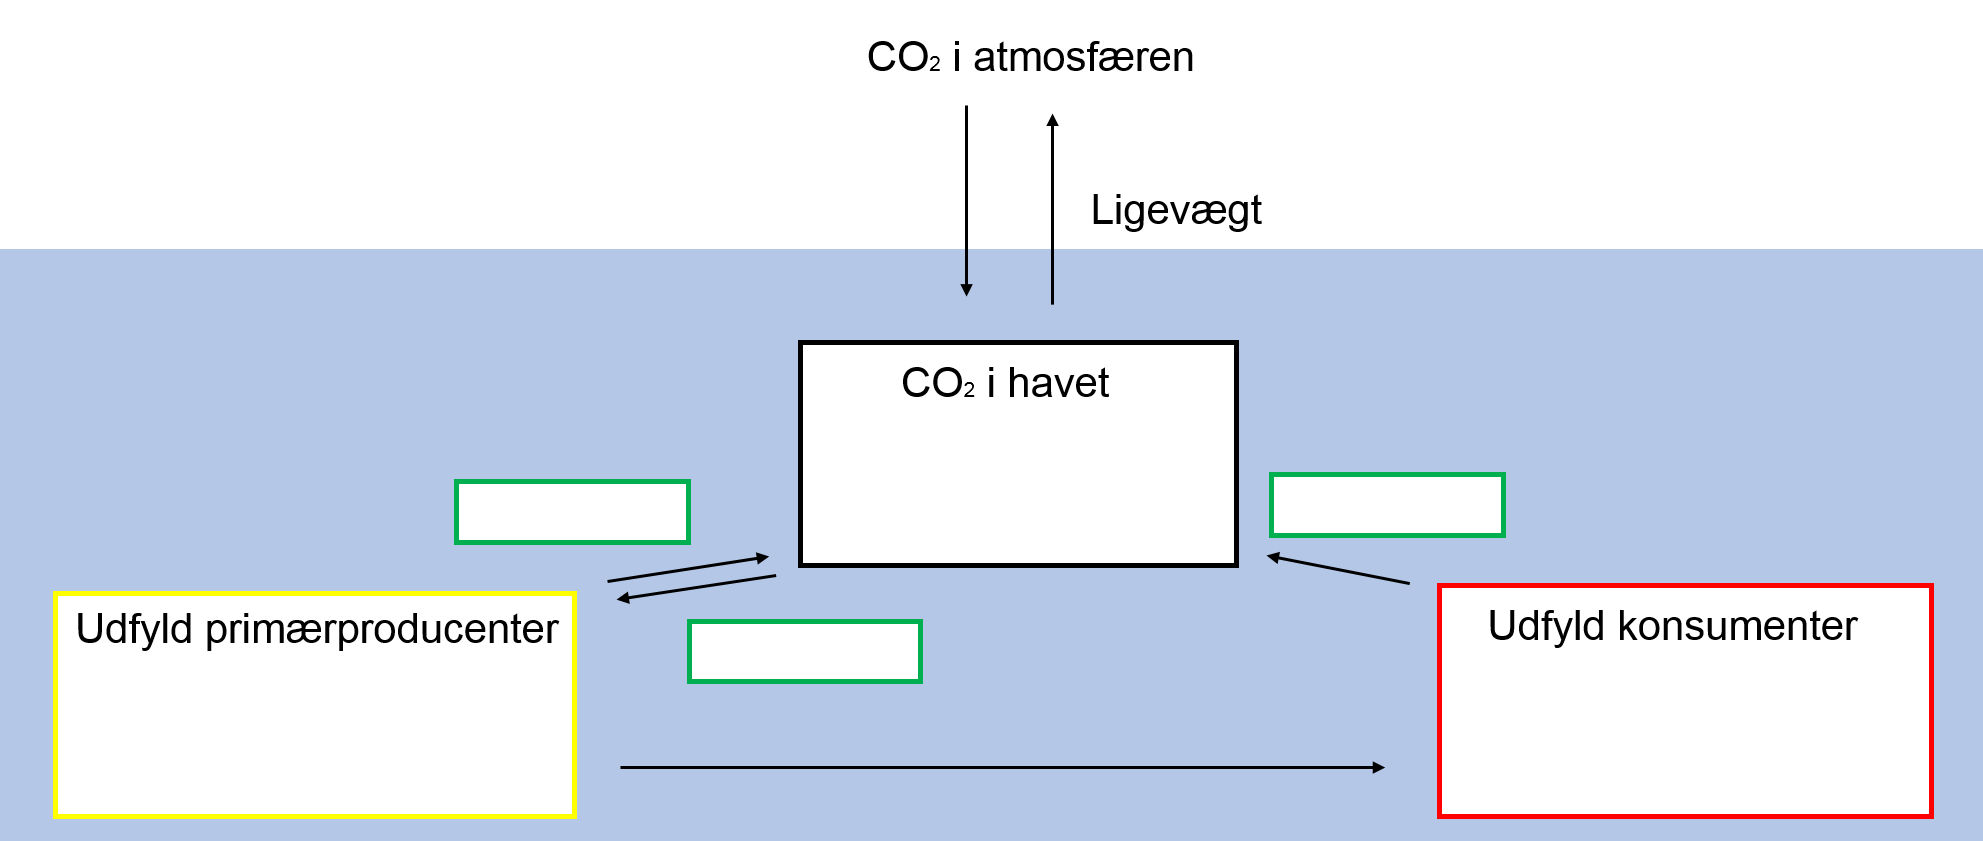 CO₂ i atmosfæren
Ligevægt
CO₂ i havet
Udfyld primærproducenter
Udfyld konsumenter